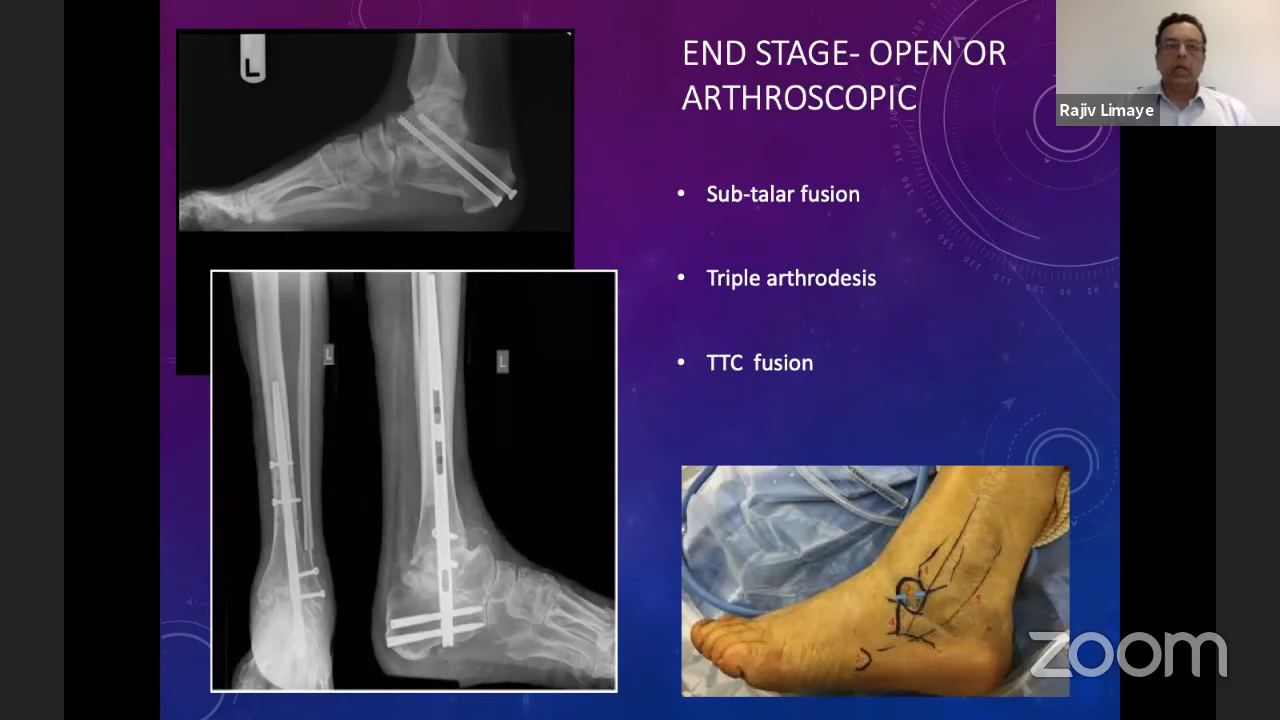 END STAGE- OPEN OR
ARTHROSCOPIC
• Sub-talar fusion
• Triple arthrodesis
• TTC fusion
Rajiv Limaye
L
L
L
zoom